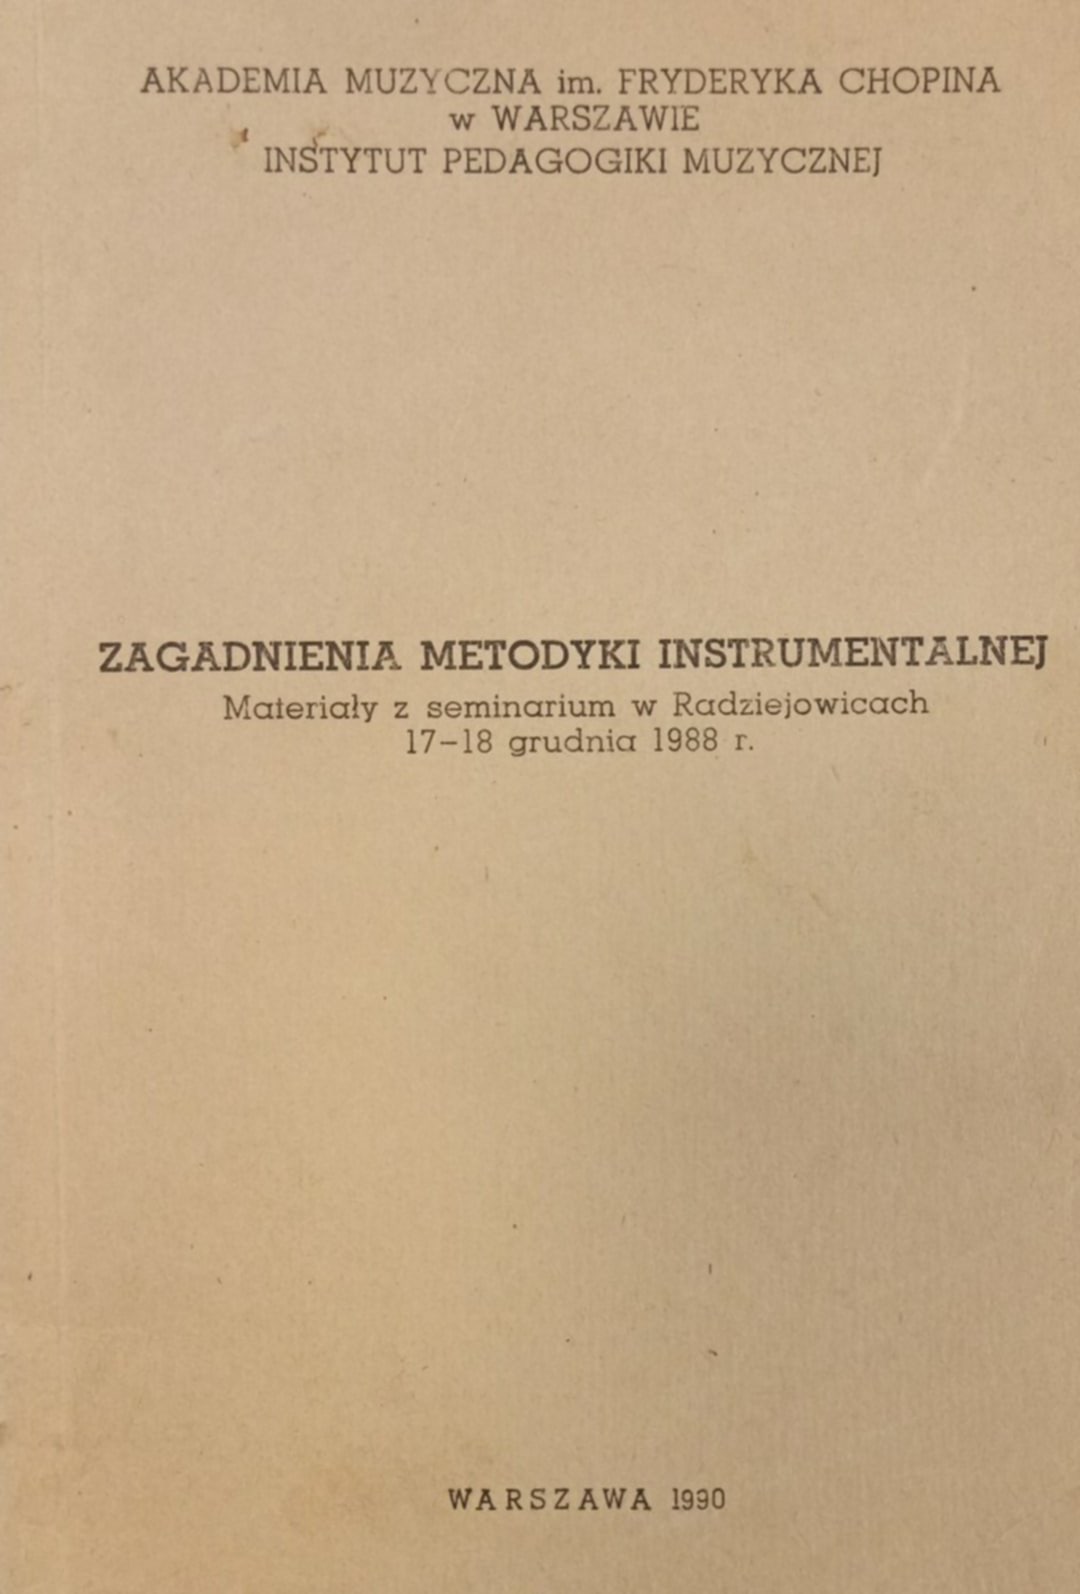 AKADEMIA MUZYCZNA im. FRYDERYKA CHOPINA
w WARSZAWIE
INSTYTUT PEDAGOGIKI MUZYCZNEJ
ZAGADNIENIA METODYKI INSTRUMENTALNEJ
Materiały z seminarium w Radziejowicach
17–18 grudnia 1988 r.
WARSZAWA 1990